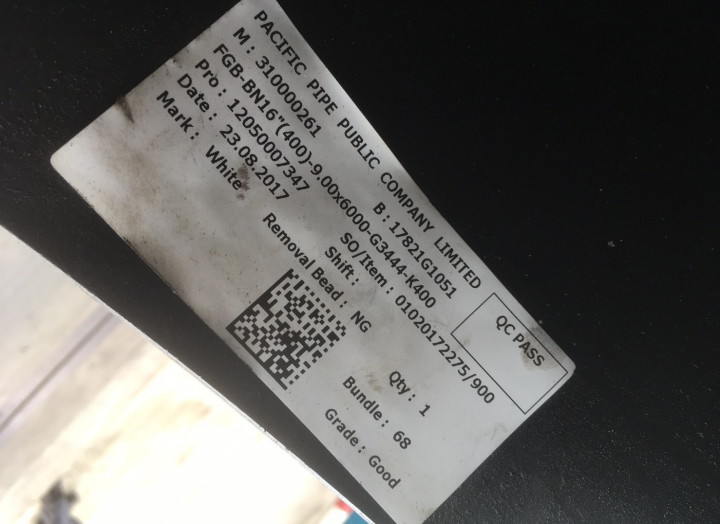 PACIFIC PIPE PUBLIC COMPANY LIMITED
M : 310000261 B : 17821G1051
FGB-BN16"(400)-9.00x6000-G3444-K400
Pro : 12050007347 SO/Item : 01020172275/900
Date : 23.08.2017 Shift :
Mark : White Removal Bead : NG
QC PASS
Qty : 1
Bundle : 68
Grade : Good